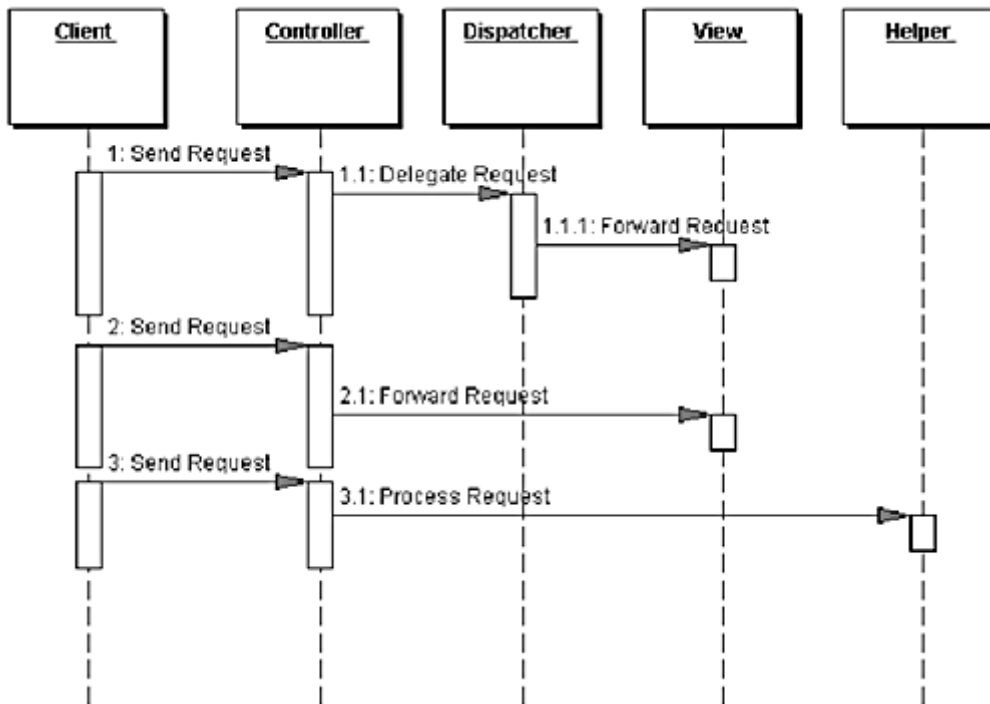 Client
Controller
Dispatcher
View
Helper
1: Send Request
1.1: Delegate Request
1.1.1: Forward Request
2: Send Request
2.1: Forward Request
3: Send Request
3.1: Process Request